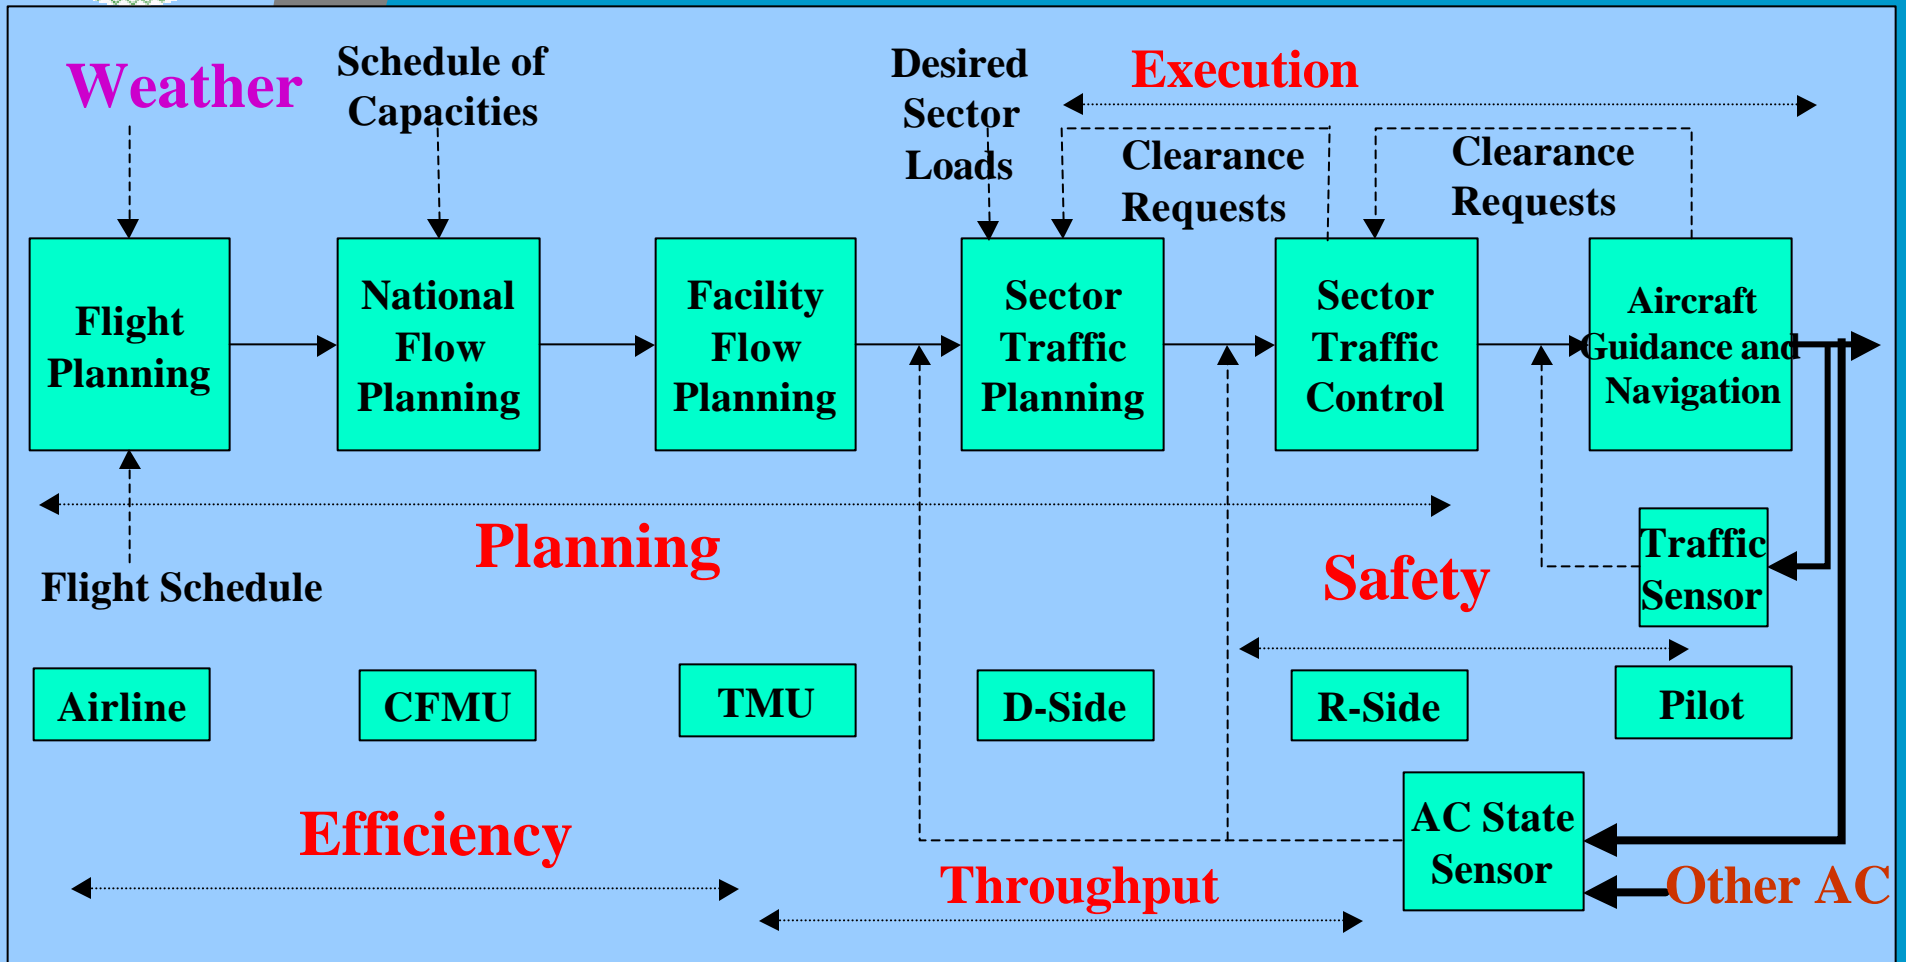 Weather
Schedule of
Capacities
Desired
Sector
Loads
Execution
Clearance
Requests
Clearance
Requests
Flight
Planning
National
Flow
Planning
Facility
Flow
Planning
Sector
Traffic
Planning
Sector
Traffic
Control
Aircraft
Guidance and
Navigation
Planning
Flight Schedule
Safety
Traffic
Sensor
Airline
CFMU
TMU
D-Side
R-Side
Pilot
Efficiency
Throughput
AC State
Sensor
Other AC